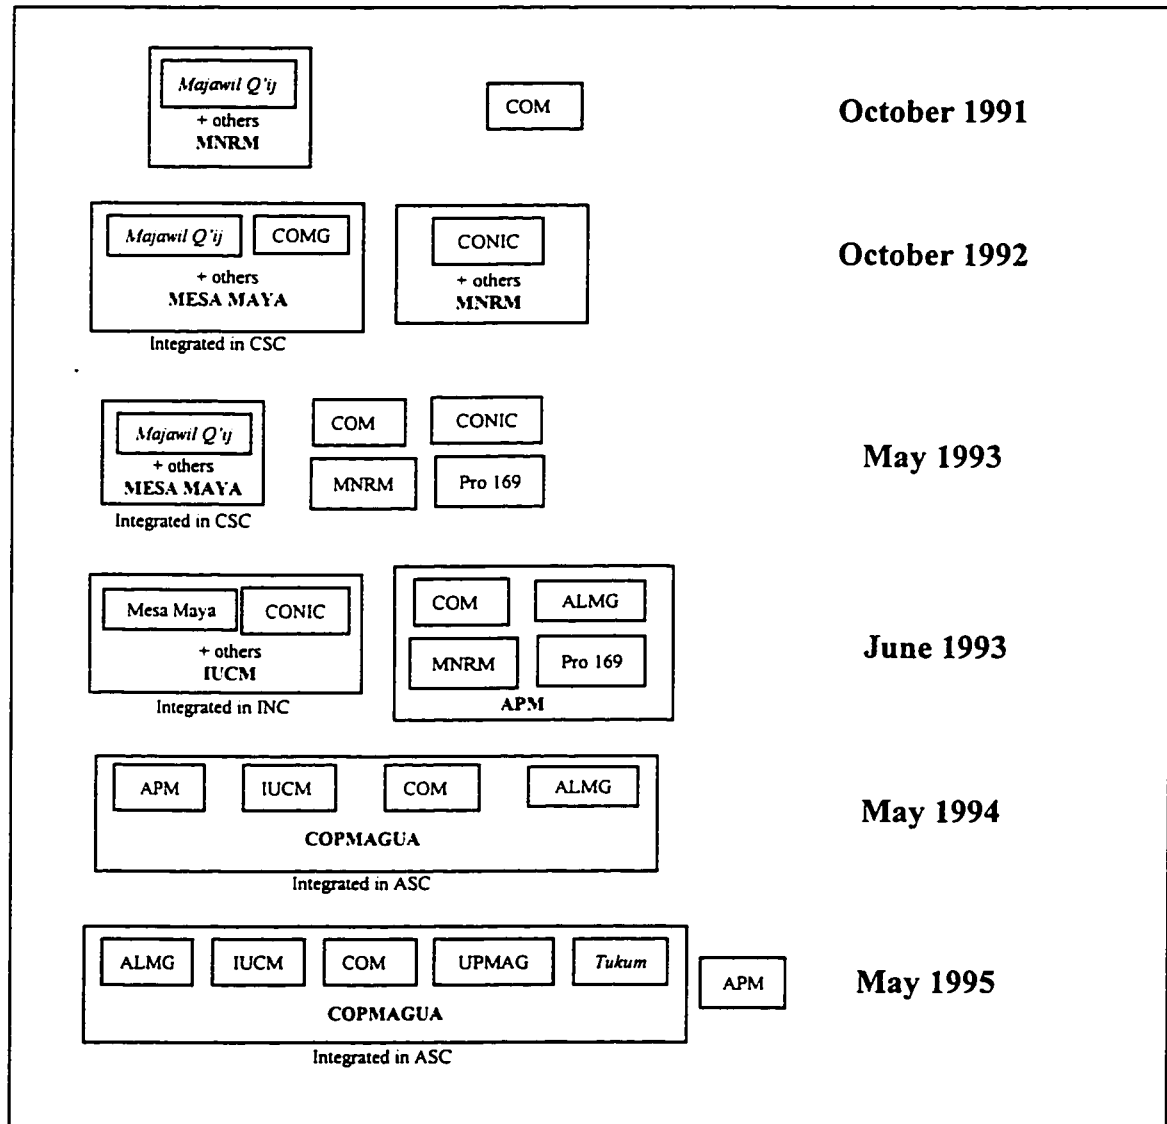 Majawil Q'ij
+ others
MNRM
COM
October 1991
Majawil Q'ij
COMG
+ others
MESA MAYA
Integrated in CSC
CONIC
+ others
MNRM
October 1992
Majawil Q'ij
+ others
MESA MAYA
Integrated in CSC
COM
CONIC
MNRM
Pro 169
May 1993
Mesa Maya
CONIC
+ others
IUCM
Integrated in INC
COM
ALMG
MNRM
Pro 169
APM
June 1993
APM
IUCM
COM
ALMG
COPMAGUA
Integrated in ASC
May 1994
ALMG
IUCM
COM
UPMAG
Tukum
COPMAGUA
Integrated in ASC
APM
May 1995